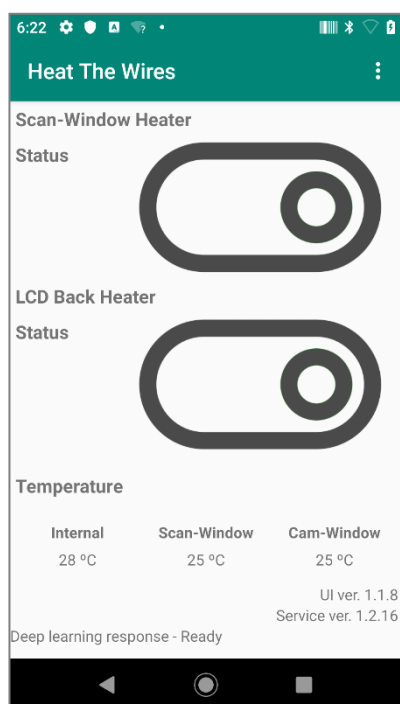 6:22
Heat The Wires
Scan-Window Heater
Status
LCD Back Heater
Status
Temperature
Internal Scan-Window Cam-Window
28 ºC 25 ºC 25 ºC
UI ver. 1.1.8
Service ver. 1.2.16
Deep learning response - Ready